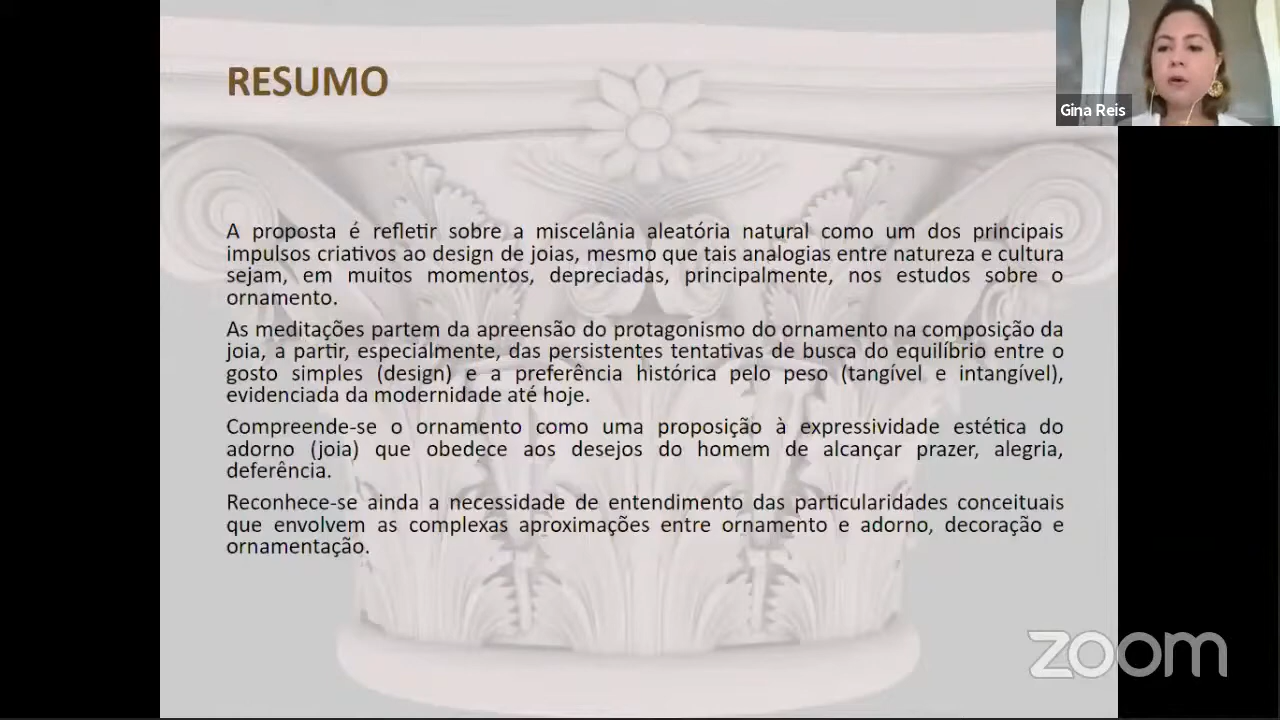 RESUMO
Gina Reis
A proposta é refletir sobre a miscelânia aleatória natural como um dos principais
impulsos criativos ao design de joias, mesmo que tais analogias entre natureza e cultura
sejam, em muitos momentos, depreciadas, principalmente, nos estudos sobre o
ornamento.
As meditações partem da apreensão do protagonismo do ornamento na composição da
joia, a partir, especialmente, das persistentes tentativas de busca do equilíbrio entre o
gosto simples (design) e a preferência histórica pelo peso (tangível e intangível),
evidenciada da modernidade até hoje.
Compreende-se o ornamento como uma proposição à expressividade estética do
adorno (joia) que obedece aos desejos do homem de alcançar prazer, alegria,
deferência.
Reconhece-se ainda a necessidade de entendimento das particularidades conceituais
que envolvem as complexas aproximações entre ornamento e adorno, decoração e
ornamentação.
zoom